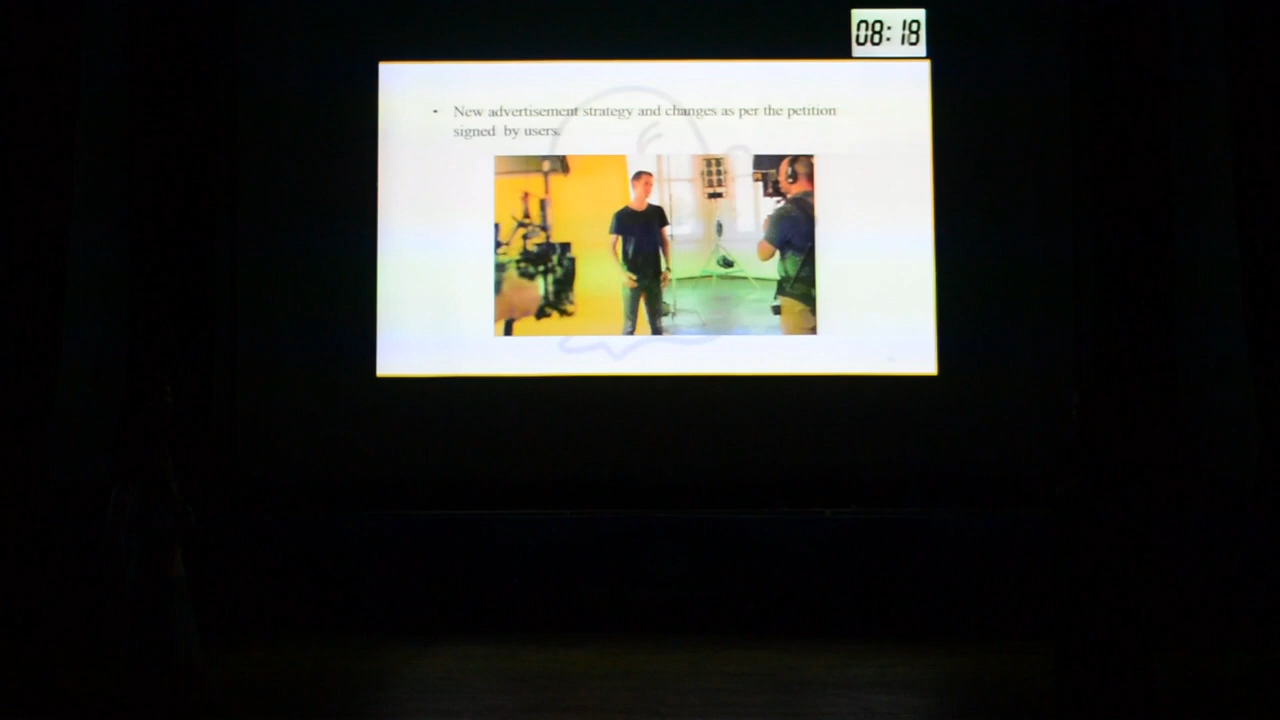 08:18
• New advertisement strategy and changes as per the petition
signed by users.